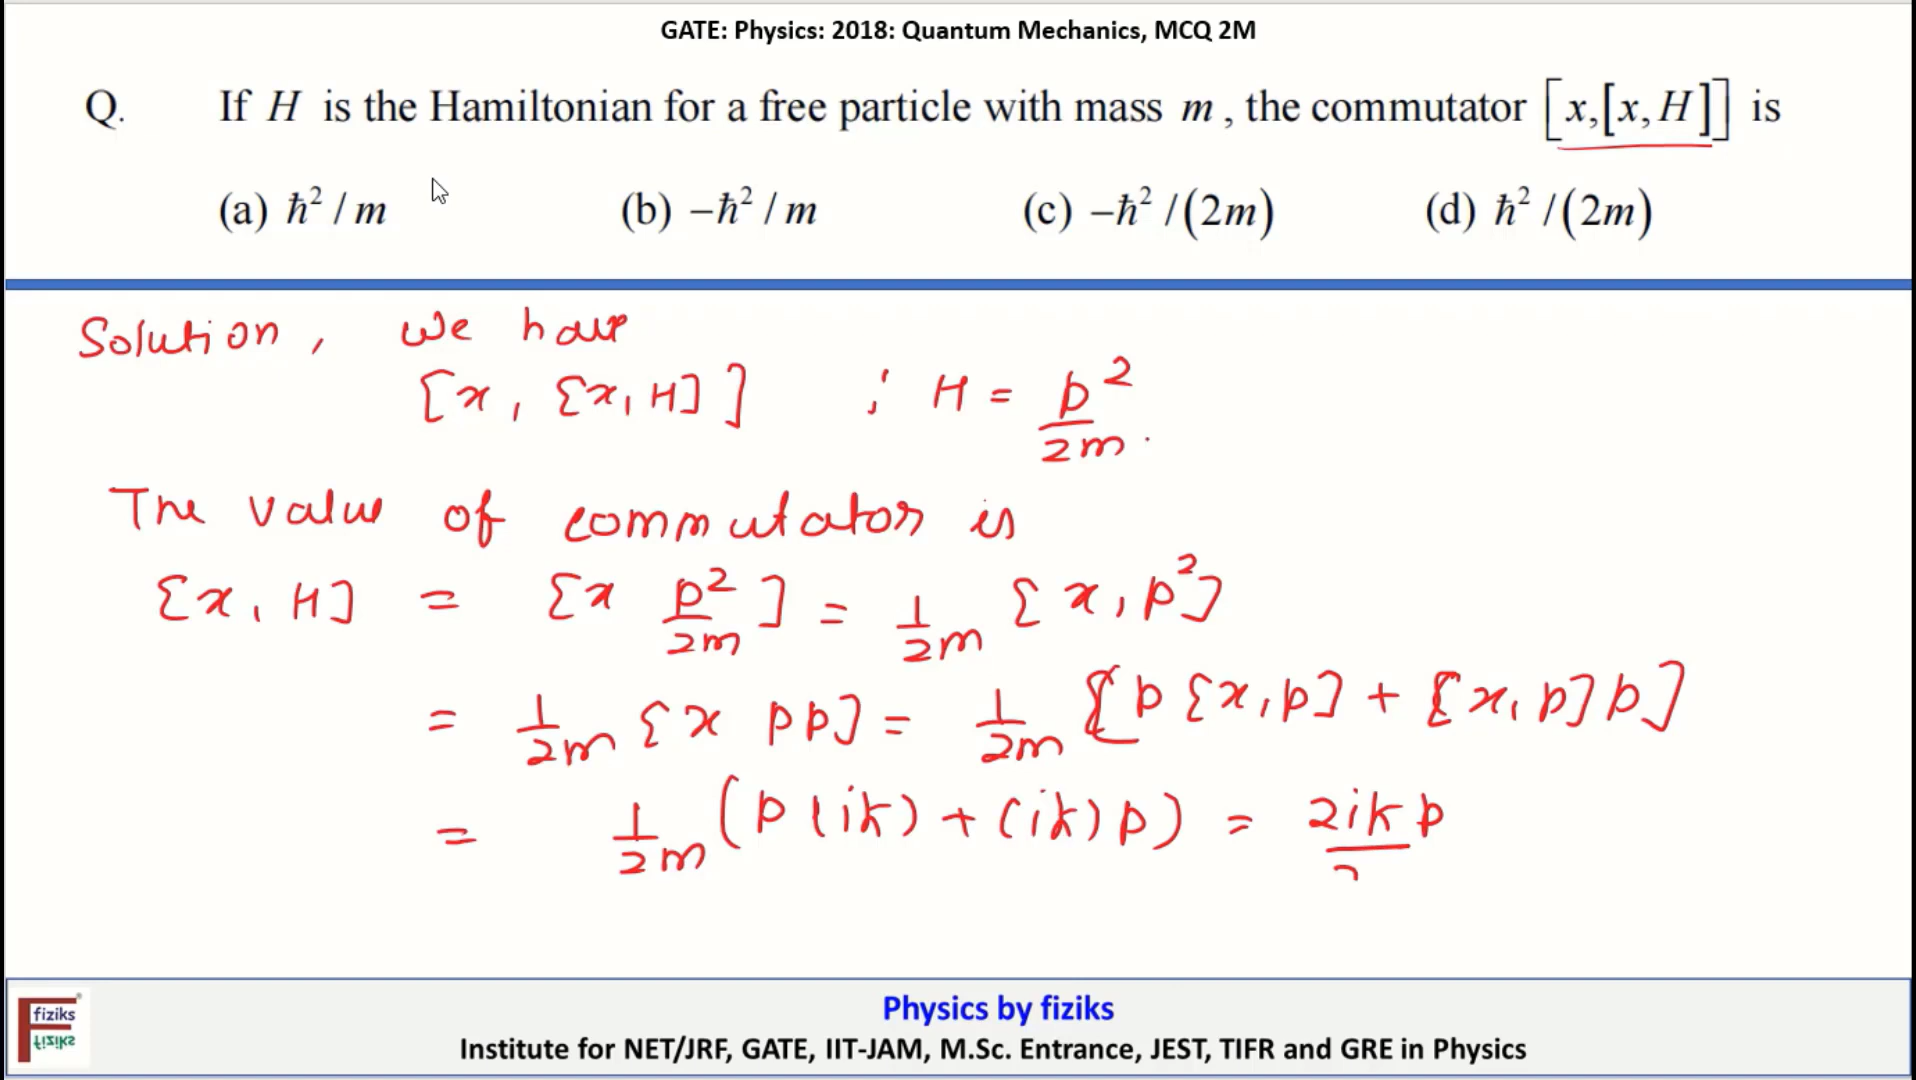 GATE: Physics: 2018: Quantum Mechanics, MCQ 2M
Q. If H is the Hamiltonian for a free particle with mass m, the commutator [x,[x, H]] is
(a) ℏ² / m (b) −ℏ² / m (c) −ℏ² / (2m) (d) ℏ² / (2m)
Solution, we have
[x, [x, H]] ; H = p²/2m.
The value of commutator is
[x, H] = [x p²/2m] = 1/2m [x, p²]
= 1/2m [x pp] = 1/2m [p [x, p] + [x, p] p]
= 1/2m (p (iℏ) + (iℏ) p) = 2iℏp
fiziks
fiziks
Physics by fiziks
Institute for NET/JRF, GATE, IIT-JAM, M.Sc. Entrance, JEST, TIFR and GRE in Physics